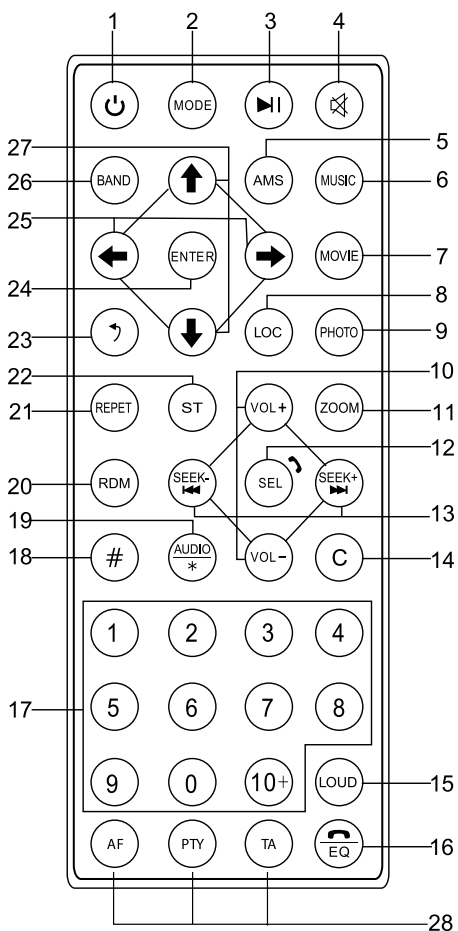 1 2 3 4
MODE
27 5
26 BAND AMS MUSIC 6
25
ENTER MOVIE 7
24 8
23 LOC PHOTO 9
22 10
21 REPET ST VOL+ ZOOM 11
12
20 RDM SEEK- SEL SEEK+
19 13
18 # AUDIO VOL- C 14
*
1 2 3 4
17 5 6 7 8
9 0 10+ LOUD 15
AF PTY TA EQ 16
28